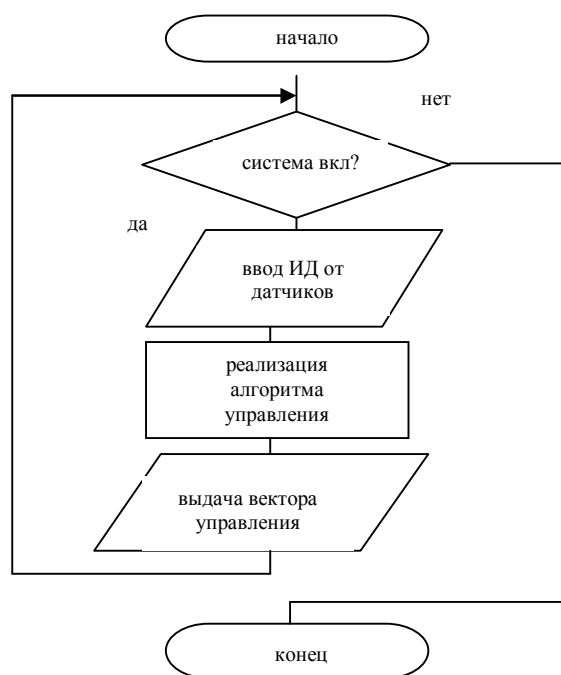 начало
нет
система вкл?
да
ввод ИД от
датчиков
реализация
алгоритма
управления
выдача вектора
управления
конец